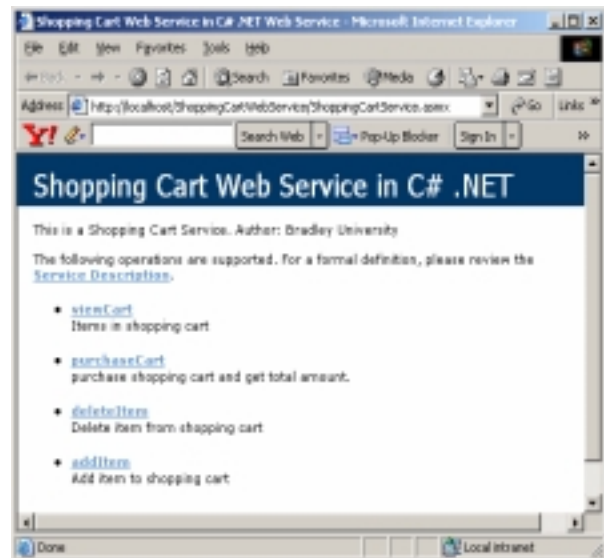 Shopping Cart Web Service in C# .NET Web Service - Microsoft Internet Explorer
File Edit View Favorites Tools Help
Back Search Favorites Media
Address http://localhost/ShoppingCartWebService/ShoppingCartService.asmx Go Links »
Y! Search Web Pop-Up Blocker Sign In »
Shopping Cart Web Service in C# .NET
This is a Shopping Cart Service. Author: Bradley University
The following operations are supported. For a formal definition, please review the
Service Description.
• viewCart
Items in shopping cart
• purchaseCart
purchase shopping cart and get total amount.
• deleteItem
Delete item from shopping cart
• addItem
Add item to shopping cart
Done Local intranet